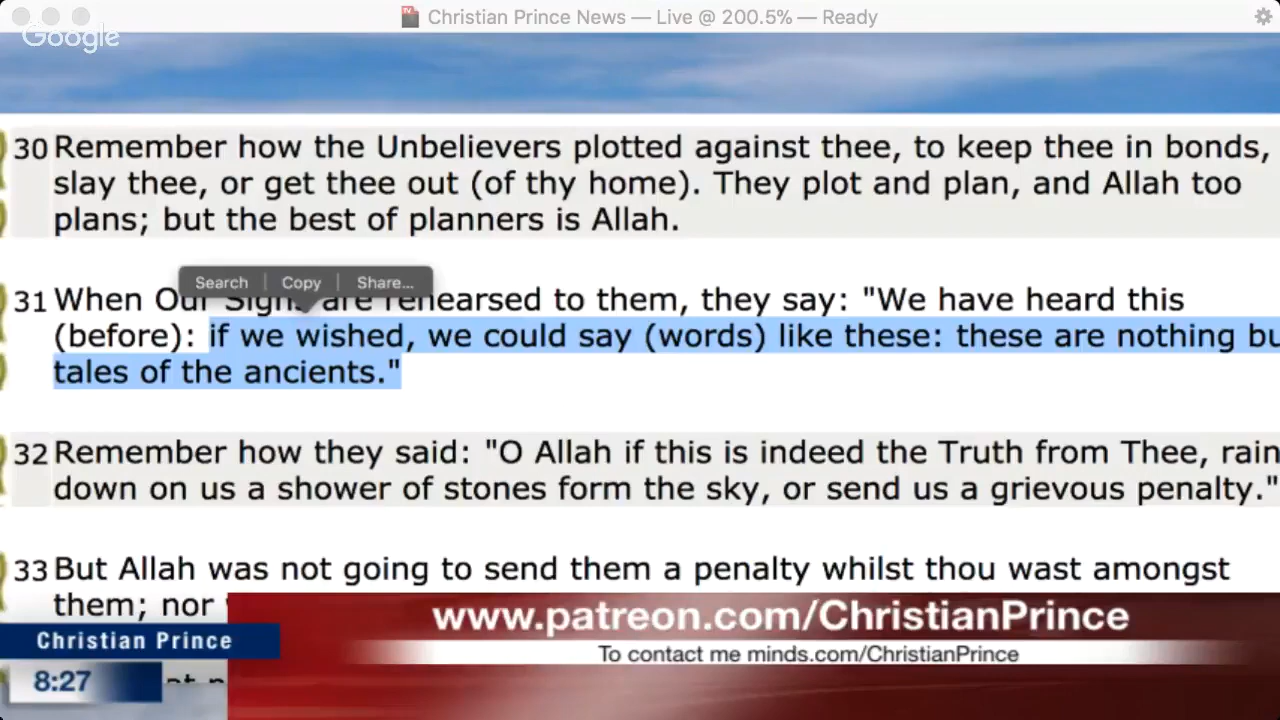 Christian Prince News — Live @ 200.5% — Ready
Google
30 Remember how the Unbelievers plotted against thee, to keep thee in bonds,
slay thee, or get thee out (of thy home). They plot and plan, and Allah too
plans; but the best of planners is Allah.
Search Copy Share...
31 When Our Signs are rehearsed to them, they say: "We have heard this
(before): if we wished, we could say (words) like these: these are nothing
tales of the ancients."
32 Remember how they said: "O Allah if this is indeed the Truth from Thee, rain
down on us a shower of stones form the sky, or send us a grievous penalty."
33 But Allah was not going to send them a penalty whilst thou wast amongst
them; nor
www.patreon.com/ChristianPrince
Christian Prince
To contact me minds.com/ChristianPrince
8:27